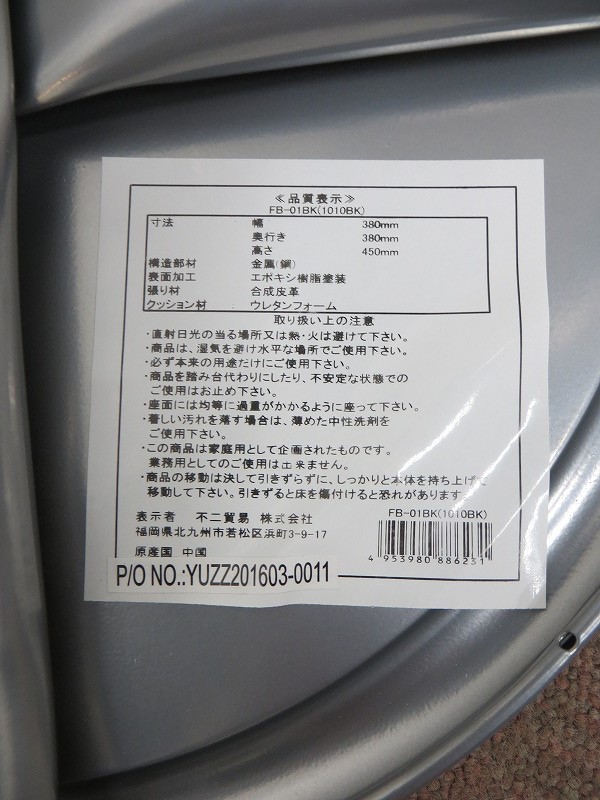 ≪品質表示≫
FB-01BK(1010BK)
寸法 幅 380mm
奥行き 380mm
高さ 450mm
構造部材 金属(鋼)
表面加工 エポキシ樹脂塗装
張り材 合成皮革
クッション材 ウレタンフォーム
取り扱い上の注意
・直射日光の当る場所又は熱・火は避けて下さい。
・商品は、湿気を避け水平な場所でご使用下さい。
・必ず本来の用途だけにご使用下さい。
・商品を踏み台代わりにしたり、不安定な状態での
ご使用はお止め下さい。
・座面には均等に過重がかかるように座って下さい。
・著しい汚れを落す場合は、薄めた中性洗剤を
ご使用下さい。
・この商品は家庭用として企画されたものです。
業務用としてのご使用は出来ません。
・商品の移動は決して引きずらずに、しっかりと本体を持ち上げて
移動して下さい。引きずると床を傷付けると恐れがあります。
表示者 不二貿易 株式会社
福岡県北九州市若松区浜町3-9-17
原産国 中国
FB-01BK(1010BK)
4 953980 886231
P/O NO.:YUZZ201603-0011